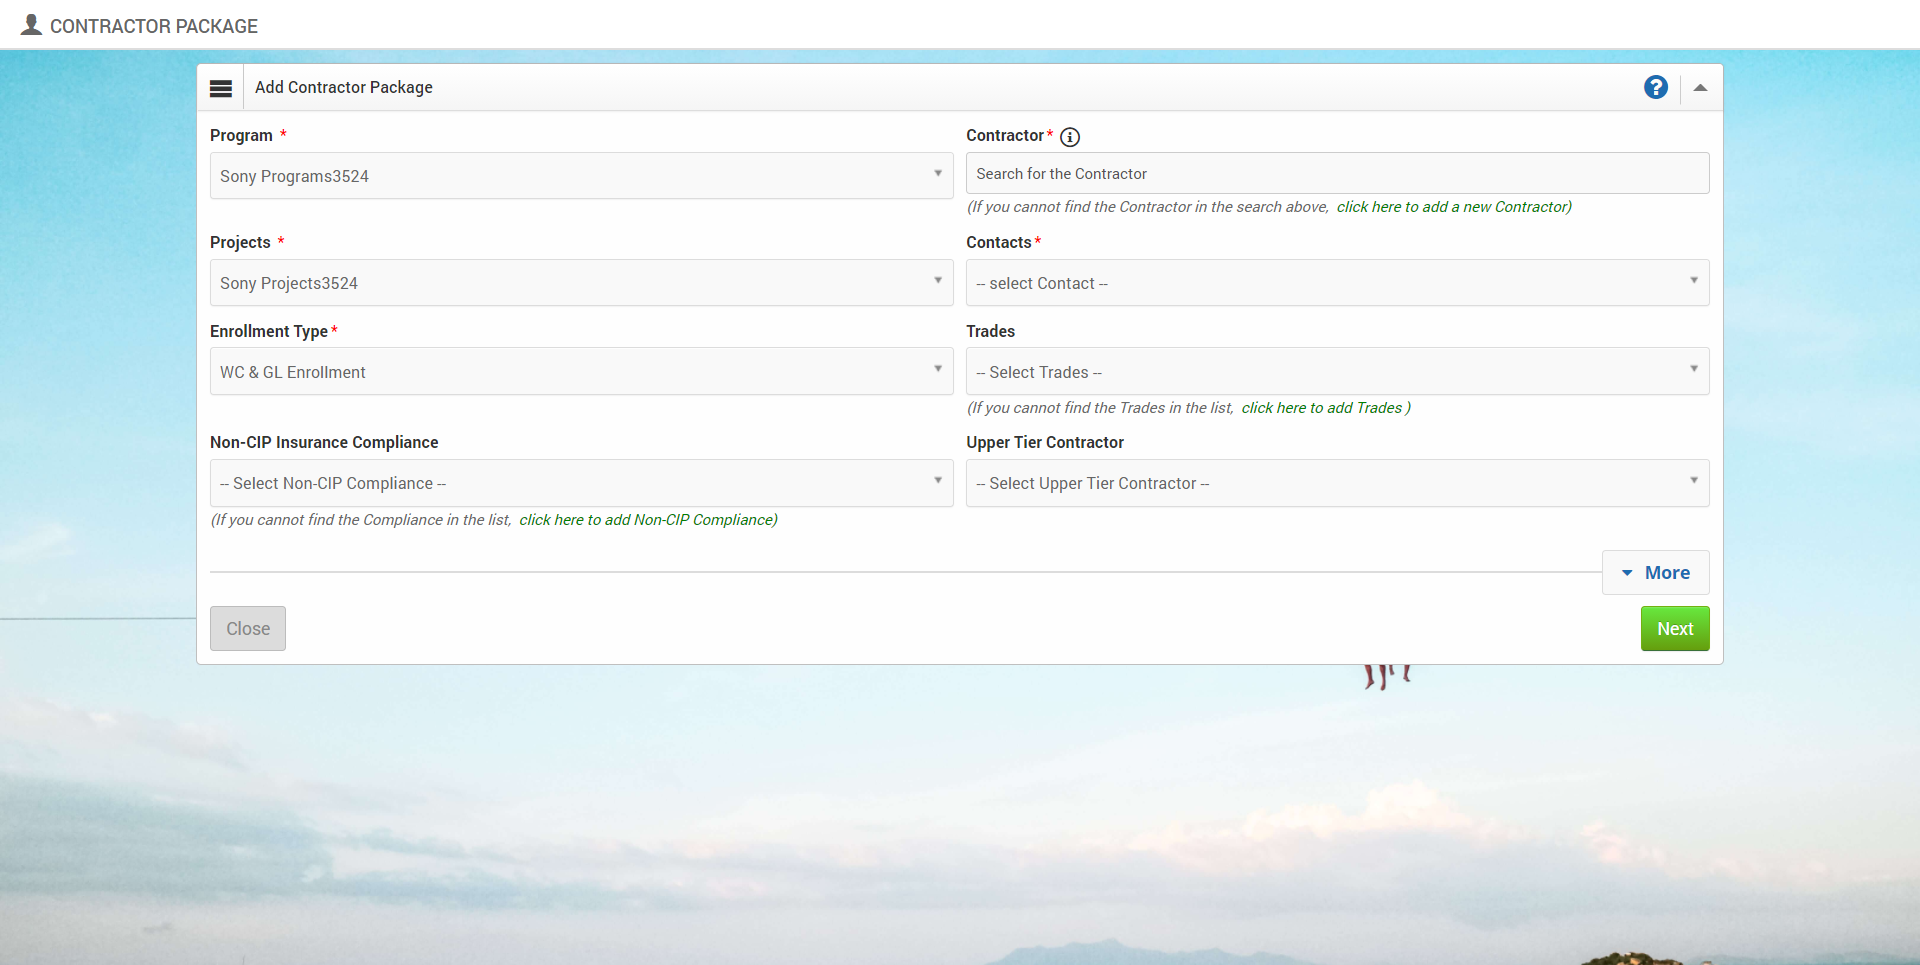 CONTRACTOR PACKAGE
Add Contractor Package
?
Program *
Sony Programs3524
Contractor * i
Search for the Contractor
(If you cannot find the Contractor in the search above, click here to add a new Contractor)
Projects *
Sony Projects3524
Contacts *
-- select Contact --
Enrollment Type *
WC & GL Enrollment
Trades
-- Select Trades --
(If you cannot find the Trades in the list, click here to add Trades )
Non-CIP Insurance Compliance
-- Select Non-CIP Compliance --
(If you cannot find the Compliance in the list, click here to add Non-CIP Compliance)
Upper Tier Contractor
-- Select Upper Tier Contractor --
More
Close
Next